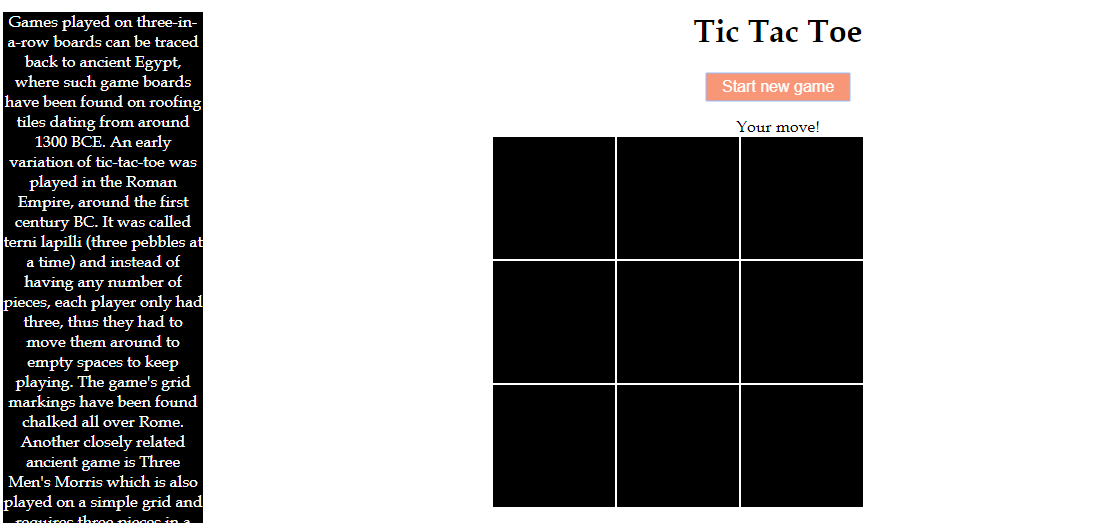 Games played on three-in-
a-row boards can be traced
back to ancient Egypt,
where such game boards
have been found on roofing
tiles dating from around
1300 BCE. An early
variation of tic-tac-toe was
played in the Roman
Empire, around the first
century BC. It was called
terni lapilli (three pebbles at
a time) and instead of
having any number of
pieces, each player only had
three, thus they had to
move them around to
empty spaces to keep
playing. The game's grid
markings have been found
chalked all over Rome.
Another closely related
ancient game is Three
Men's Morris which is also
played on a simple grid and
requires three pieces in a
Tic Tac Toe
Start new game
Your move!